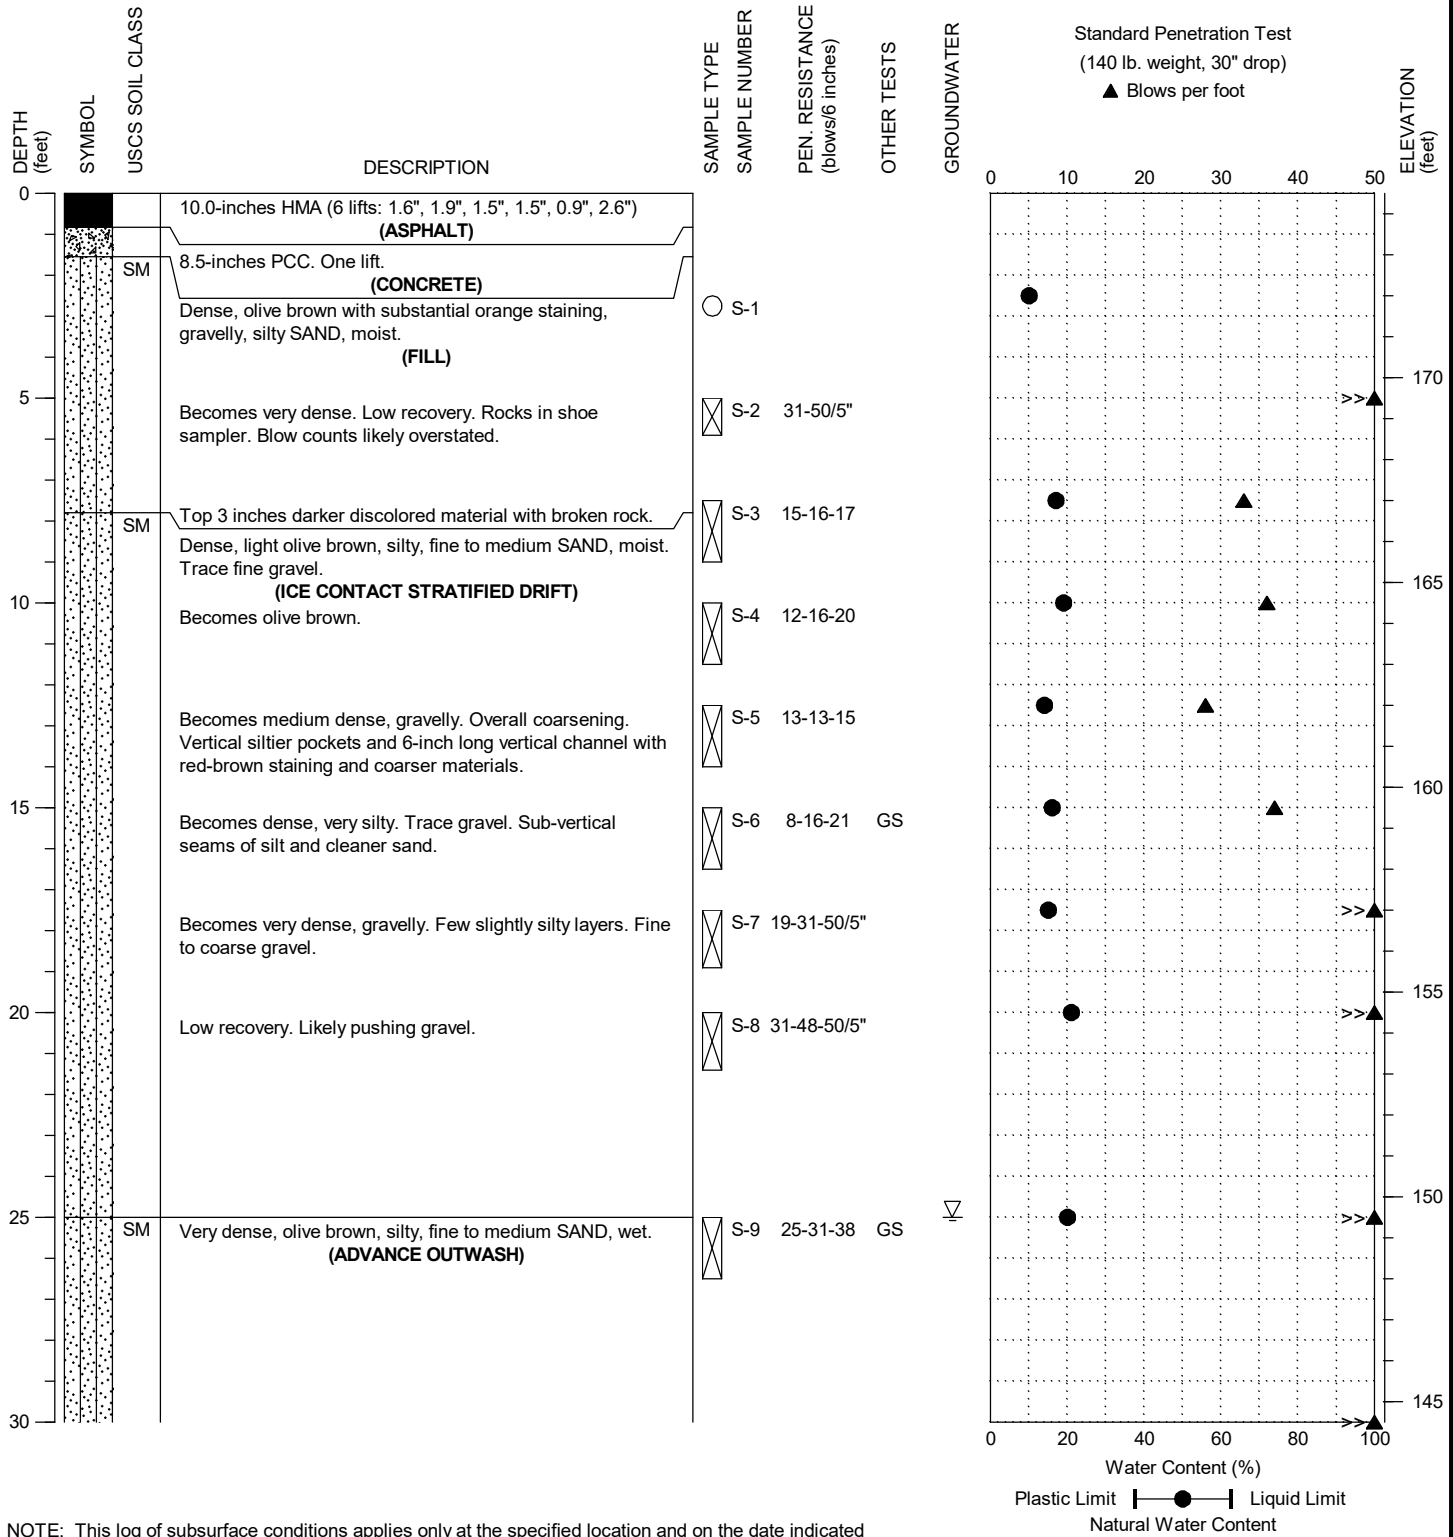 DEPTH
(feet)
SYMBOL
USCS SOIL CLASS
DESCRIPTION
SAMPLE TYPE
SAMPLE NUMBER
PEN. RESISTANCE
(blows/6 inches)
OTHER TESTS
GROUNDWATER
Standard Penetration Test
(140 lb. weight, 30" drop)
▲ Blows per foot
ELEVATION
(feet)
0 10 20 30 40 50
0
10.0-inches HMA (6 lifts: 1.6", 1.9", 1.5", 1.5", 0.9", 2.6")
(ASPHALT)
SM
8.5-inches PCC. One lift.
(CONCRETE)
Dense, olive brown with substantial orange staining, S-1
gravelly, silty SAND, moist.
(FILL)
170
5
>>
Becomes very dense. Low recovery. Rocks in shoe S-2 31-50/5"
sampler. Blow counts likely overstated.
Top 3 inches darker discolored material with broken rock. S-3 15-16-17
SM
Dense, light olive brown, silty, fine to medium SAND, moist.
Trace fine gravel.
165
(ICE CONTACT STRATIFIED DRIFT)
10
Becomes olive brown. S-4 12-16-20
Becomes medium dense, gravelly. Overall coarsening. S-5 13-13-15
Vertical siltier pockets and 6-inch long vertical channel with
red-brown staining and coarser materials.
160
15
Becomes dense, very silty. Trace gravel. Sub-vertical S-6 8-16-21 GS
seams of silt and cleaner sand.
>>
Becomes very dense, gravelly. Few slightly silty layers. Fine S-7 19-31-50/5"
to coarse gravel.
155
20
>>
Low recovery. Likely pushing gravel. S-8 31-48-50/5"
150
25
>>
SM Very dense, olive brown, silty, fine to medium SAND, wet. S-9 25-31-38 GS
(ADVANCE OUTWASH)
145
30
>>
0 20 40 60 80 100
Water Content (%)
Plastic Limit Liquid Limit
Natural Water Content
NOTE: This log of subsurface conditions applies only at the specified location and on the date indicated